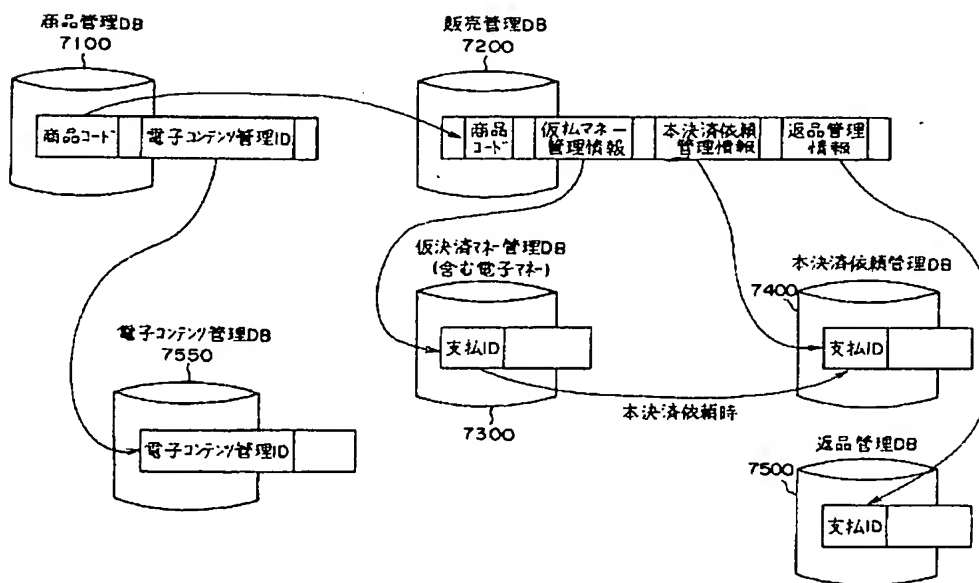 商品管理DB
7100
販売管理DB
7200
商品コード
電子コンテンツ管理ID
商品
コード
仮払マネー
管理情報
本決済依頼
管理情報
返品管理
情報
仮決済マネー管理DB
(含む電子マネー)
本決済依頼管理DB
7400
電子コンテンツ管理DB
7550
支払ID
支払ID
本決済依頼時
7300
返品管理DB
電子コンテンツ管理ID
7500
支払ID